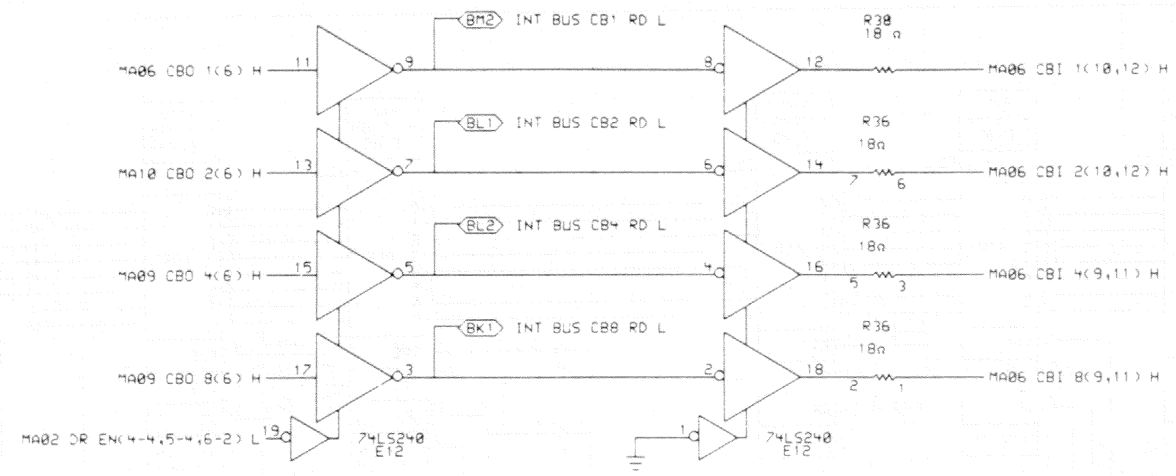 BM2 INT BUS CB1 RD L
R30
18 Ω
MA06 CBO 1(6) H 11 9 8 12 MA06 CBI 1(10,12) H
BL1 INT BUS CB2 RD L
R36
18Ω
MA10 CBO 2(6) H 13 7 6 14 7 6 MA06 CBI 2(10,12) H
BL2 INT BUS CB4 RD L
R36
18Ω
MA09 CBO 4(6) H 15 5 4 16 5 3 MA06 CBI 4(9,11) H
BK1 INT BUS CB8 RD L
R36
18Ω
MA09 CBO 8(6) H 17 3 2 18 2 1 MA06 CBI 8(9,11) H
MA02 DR EN(4-4,5-4,6-2) L 19 74LS240
E12
1 74LS240
E12